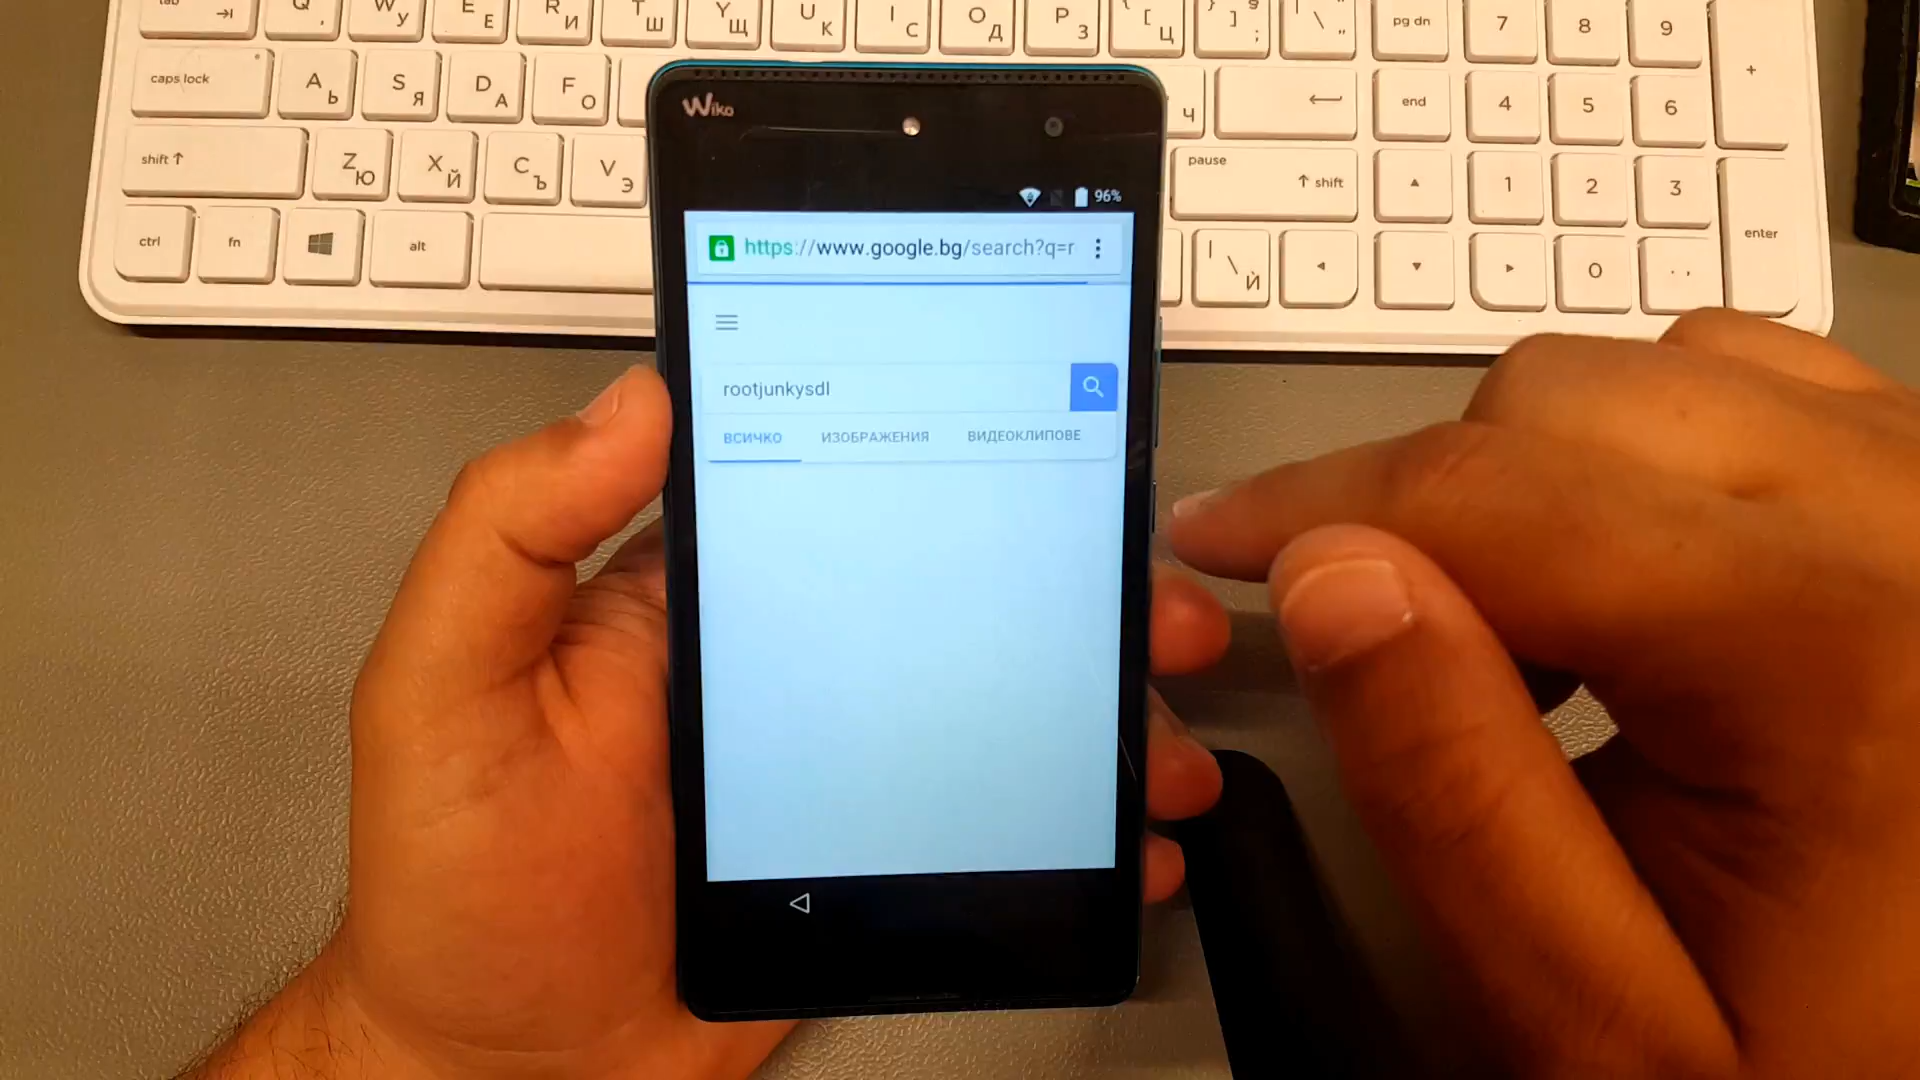 tab Q , W У E Е R И T Ш Y Щ U К I С O Д P З [ Ц ] ; \ pg dn 7 8 9
caps lock A Ь S Я D А F О Ч end 4 5 6 +
shift Z Ю X Й C Ъ V Э pause shift 1 2 3
ctrl fn alt \ Й 0 . , enter
Wiko
96%
https://www.google.bg/search?q=r
rootjunkysdl
ВСИЧКО ИЗОБРАЖЕНИЯ ВИДЕОКЛИПОВЕ